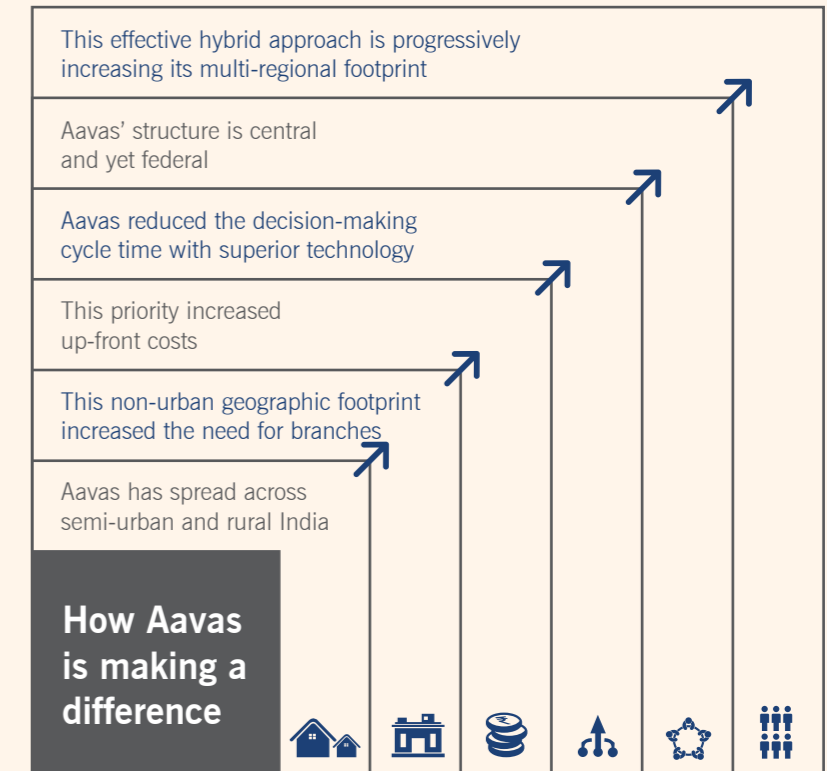 This effective hybrid approach is progressively
increasing its multi-regional footprint
Aavas’ structure is central
and yet federal
Aavas reduced the decision-making
cycle time with superior technology
This priority increased
up-front costs
This non-urban geographic footprint
increased the need for branches
Aavas has spread across
semi-urban and rural India
How Aavas
is making a
difference
₹